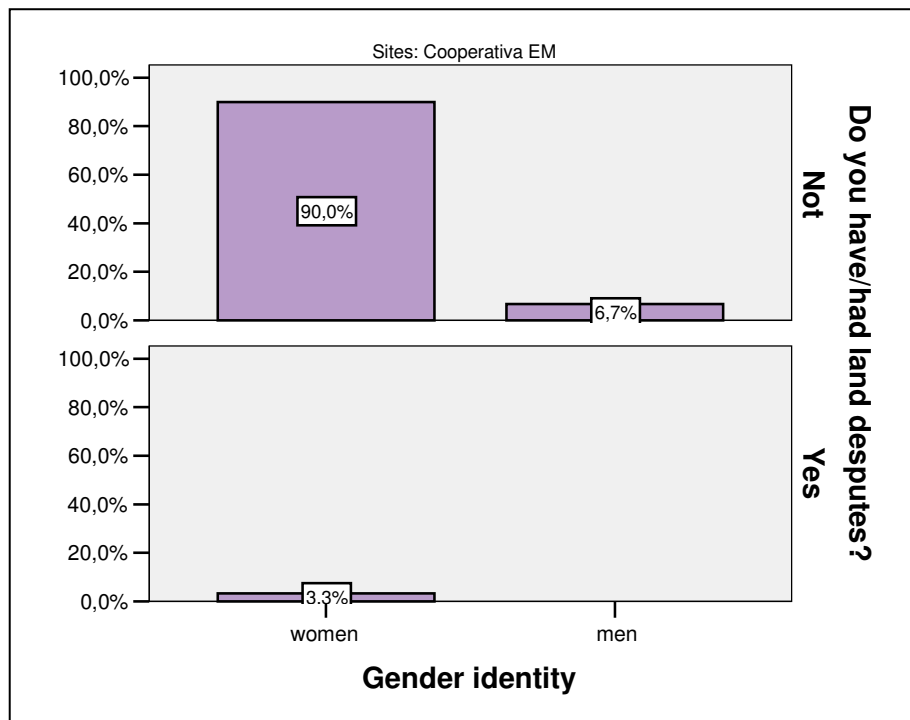 Sites: Cooperativa EM
100,0%
80,0%
60,0%
40,0%
20,0%
0,0%
90,0%
6,7%
Not
100,0%
80,0%
60,0%
40,0%
20,0%
0,0%
3,3%
Yes
Do you have/had land desputes?
women
men
Gender identity